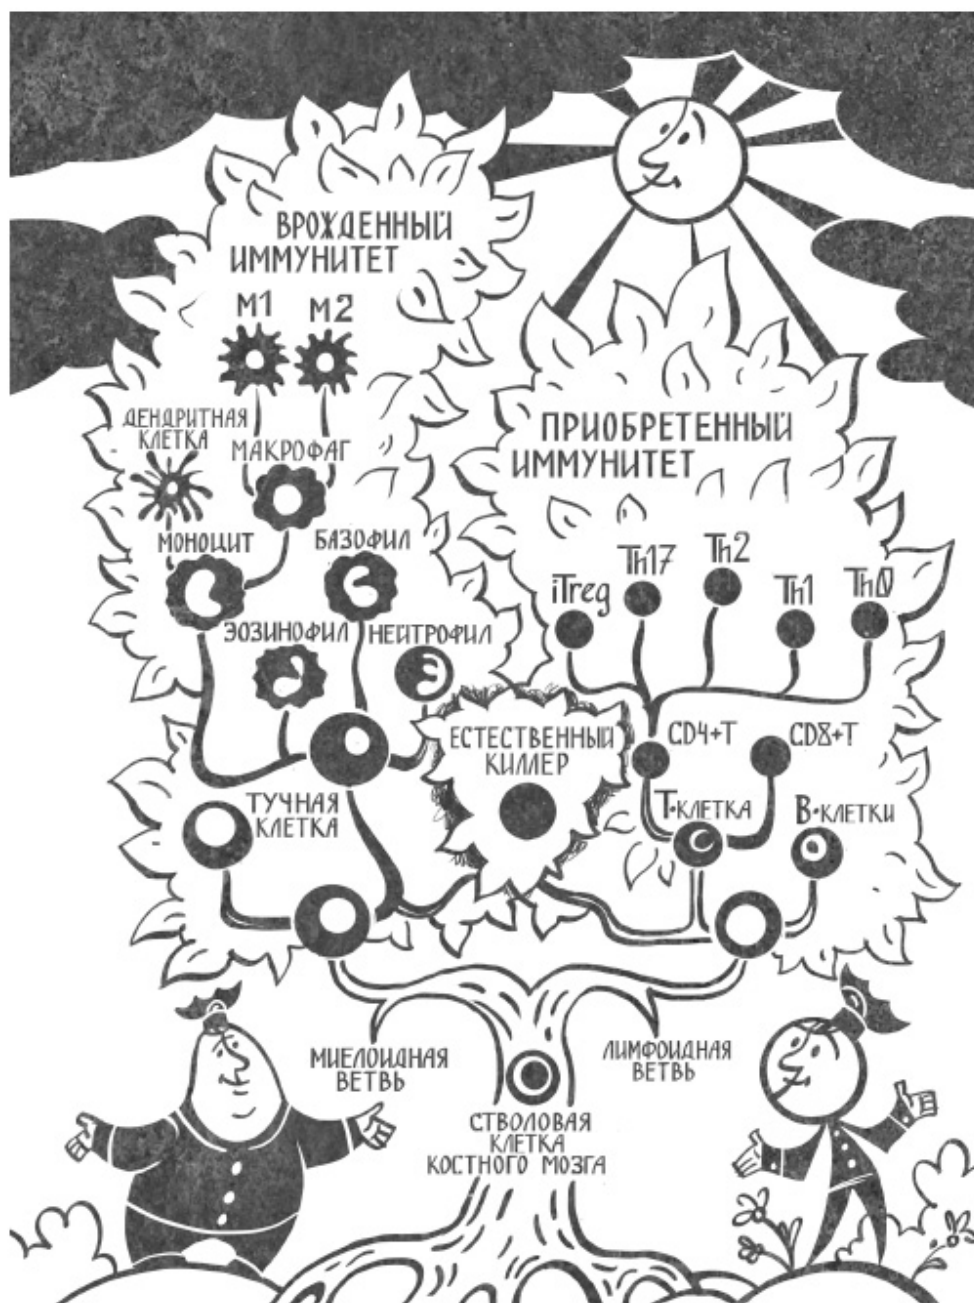 ВРОЖДЕННЫЙ
ИММУНИТЕТ
М1
М2
ДЕНДРИТНАЯ
КЛЕТКА
МАКРОФАГ
МОНОЦИТ
БАЗОФИЛ
ЭОЗИНОФИЛ
НЕЙТРОФИЛ
ПРИОБРЕТЕННЫЙ
ИММУНИТЕТ
iTreg
Th17
Th2
Th1
Th0
ЕСТЕСТВЕННЫЙ
КИЛЛЕР
CD4+T
CD8+T
ТУЧНАЯ
КЛЕТКА
Т-КЛЕТКА
В-КЛЕТКИ
МИЕЛОИДНАЯ
ВЕТВЬ
ЛИМФОИДНАЯ
ВЕТВЬ
СТВОЛОВАЯ
КЛЕТКА
КОСТНОГО МОЗГА